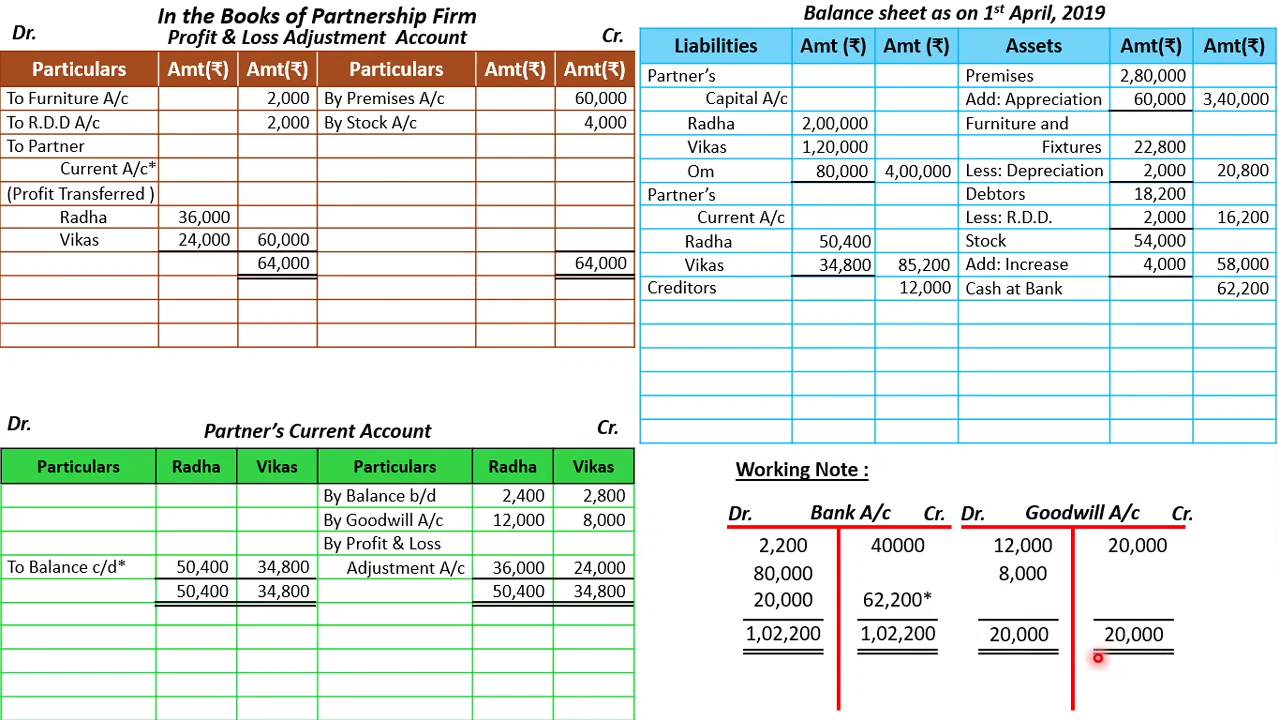 In the Books of Partnership Firm
Dr. Profit & Loss Adjustment Account Cr.
Particulars Amt(₹) Amt(₹) Particulars Amt(₹) Amt(₹)
To Furniture A/c 2,000 By Premises A/c 60,000
To R.D.D A/c 2,000 By Stock A/c 4,000
To Partner
Current A/c*
(Profit Transferred )
Radha 36,000
Vikas 24,000 60,000
64,000 64,000
Balance sheet as on 1st April, 2019
Liabilities Amt (₹) Amt (₹) Assets Amt(₹) Amt(₹)
Partner’s Premises 2,80,000
Capital A/c Add: Appreciation 60,000 3,40,000
Radha 2,00,000 Furniture and
Vikas 1,20,000 Fixtures 22,800
Om 80,000 4,00,000 Less: Depreciation 2,000 20,800
Partner’s Debtors 18,200
Current A/c Less: R.D.D. 2,000 16,200
Radha 50,400 Stock 54,000
Vikas 34,800 85,200 Add: Increase 4,000 58,000
Creditors 12,000 Cash at Bank 62,200
Dr. Partner’s Current Account Cr.
Particulars Radha Vikas Particulars Radha Vikas
By Balance b/d 2,400 2,800
By Goodwill A/c 12,000 8,000
By Profit & Loss
To Balance c/d* 50,400 34,800 Adjustment A/c 36,000 24,000
50,400 34,800 50,400 34,800
Working Note :
Dr. Bank A/c Cr.
2,200 40000
80,000
20,000 62,200*
1,02,200 1,02,200
Dr. Goodwill A/c Cr.
12,000 20,000
8,000
20,000 20,000